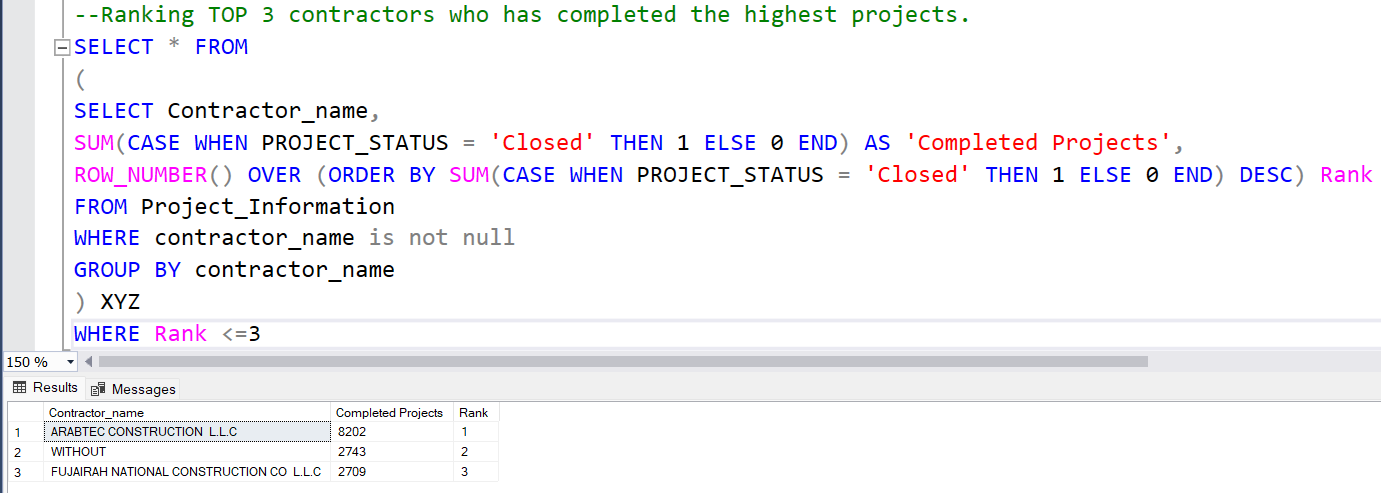 --Ranking TOP 3 contractors who has completed the highest projects.
SELECT * FROM
(
SELECT Contractor_name,
SUM(CASE WHEN PROJECT_STATUS = 'Closed' THEN 1 ELSE 0 END) AS 'Completed Projects',
ROW_NUMBER() OVER (ORDER BY SUM(CASE WHEN PROJECT_STATUS = 'Closed' THEN 1 ELSE 0 END) DESC) Rank
FROM Project_Information
WHERE contractor_name is not null
GROUP BY contractor_name
) XYZ
WHERE Rank <=3
150 %
Results Messages
Contractor_name Completed Projects Rank
1 ARABTEC CONSTRUCTION L.L.C 8202 1
2 WITHOUT 2743 2
3 FUJAIRAH NATIONAL CONSTRUCTION CO L.L.C 2709 3